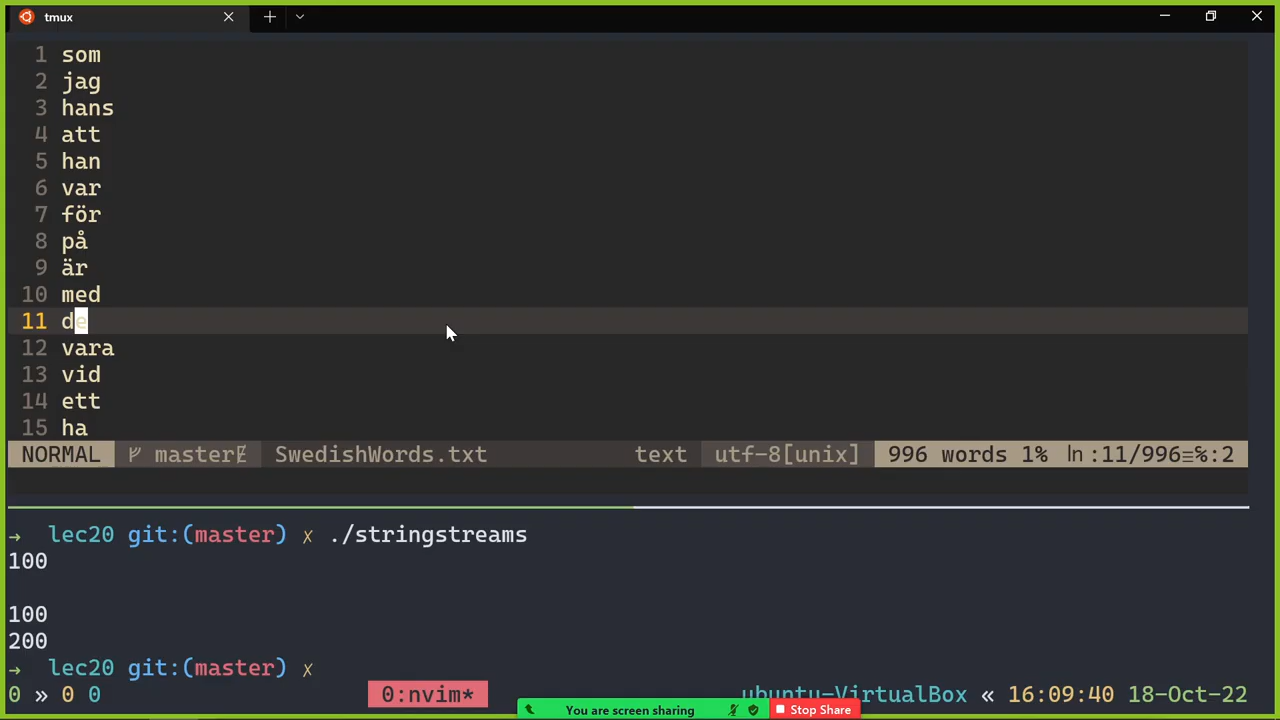 tmux
1 som
2 jag
3 hans
4 att
5 han
6 var
7 för
8 på
9 är
10 med
11 de
12 vara
13 vid
14 ett
15 ha
NORMAL master SwedishWords.txt text utf-8[unix] 996 words 1% ln :11/996≡%:2
→ lec20 git:(master) ✗ ./stringstreams
100
100
200
→ lec20 git:(master) ✗
0 » 0 0 0:nvim* ubuntu-VirtualBox « 16:09:40 18-Oct-22
You are screen sharing Stop Share